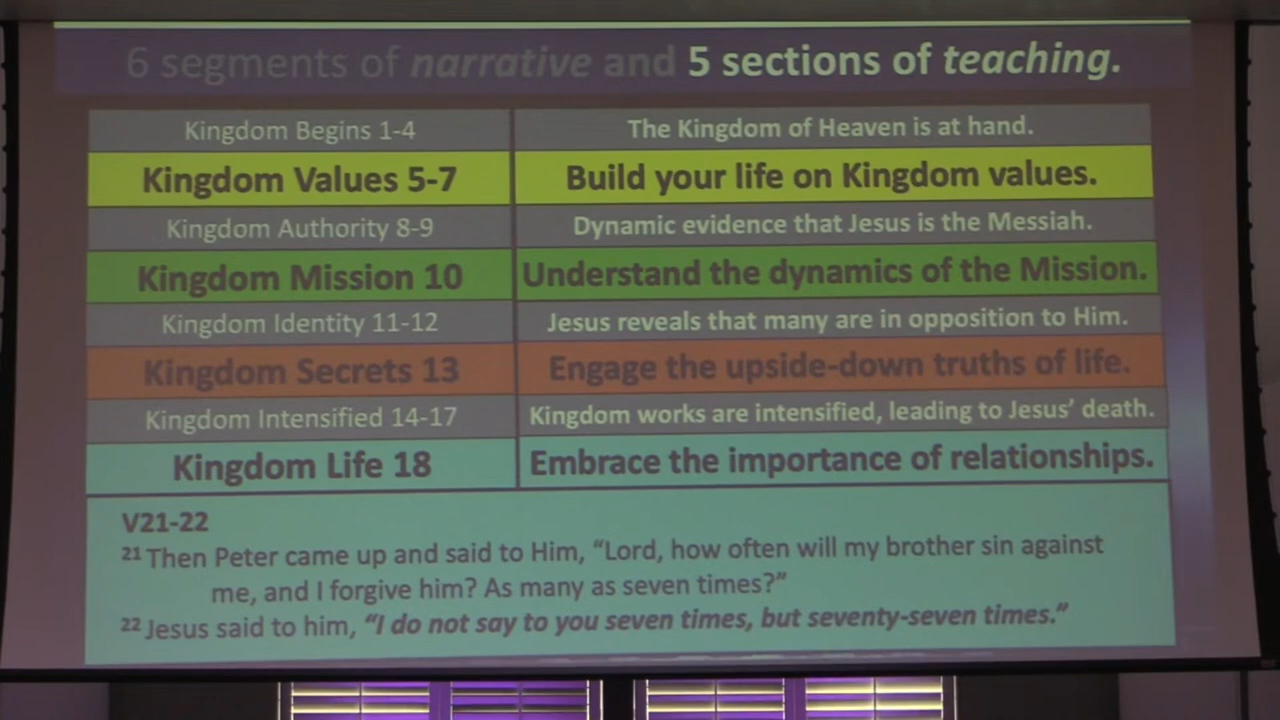 6 segments of narrative and 5 sections of teaching.
Kingdom Begins 1-4 The Kingdom of Heaven is at hand.
Kingdom Values 5-7 Build your life on Kingdom values.
Kingdom Authority 8-9 Dynamic evidence that Jesus is the Messiah.
Kingdom Mission 10 Understand the dynamics of the Mission.
Kingdom Identity 11-12 Jesus reveals that many are in opposition to Him.
Kingdom Secrets 13 Engage the upside-down truths of life.
Kingdom Intensified 14-17 Kingdom works are intensified, leading to Jesus’ death.
Kingdom Life 18 Embrace the importance of relationships.
V21-22
21 Then Peter came up and said to Him, “Lord, how often will my brother sin against
me, and I forgive him? As many as seven times?”
22 Jesus said to him, “I do not say to you seven times, but seventy-seven times.”